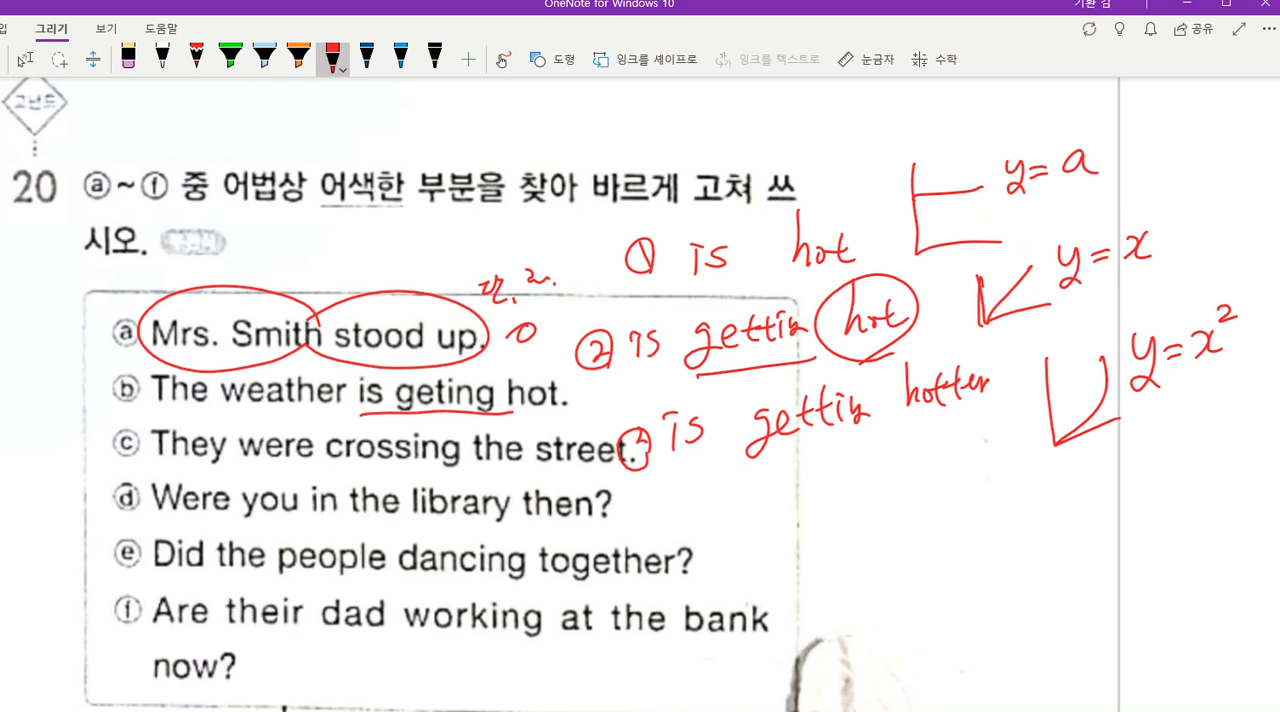 OneNote for Windows 10
기환 김
입 그리기 보기 도움말
도형 잉크를 셰이프로 잉크를 텍스트로 눈금자 수학 공유
고난도
20 ⓐ~ⓕ 중 어법상 어색한 부분을 찾아 바르게 고쳐 쓰
시오.
ⓐ Mrs. Smith stood up.
ⓑ The weather is geting hot.
ⓒ They were crossing the street.
ⓓ Were you in the library then?
ⓔ Did the people dancing together?
ⓕ Are their dad working at the bank
now?
① is hot
y = a
② is gettin hot
y = x
is gettin hotter
y = x²